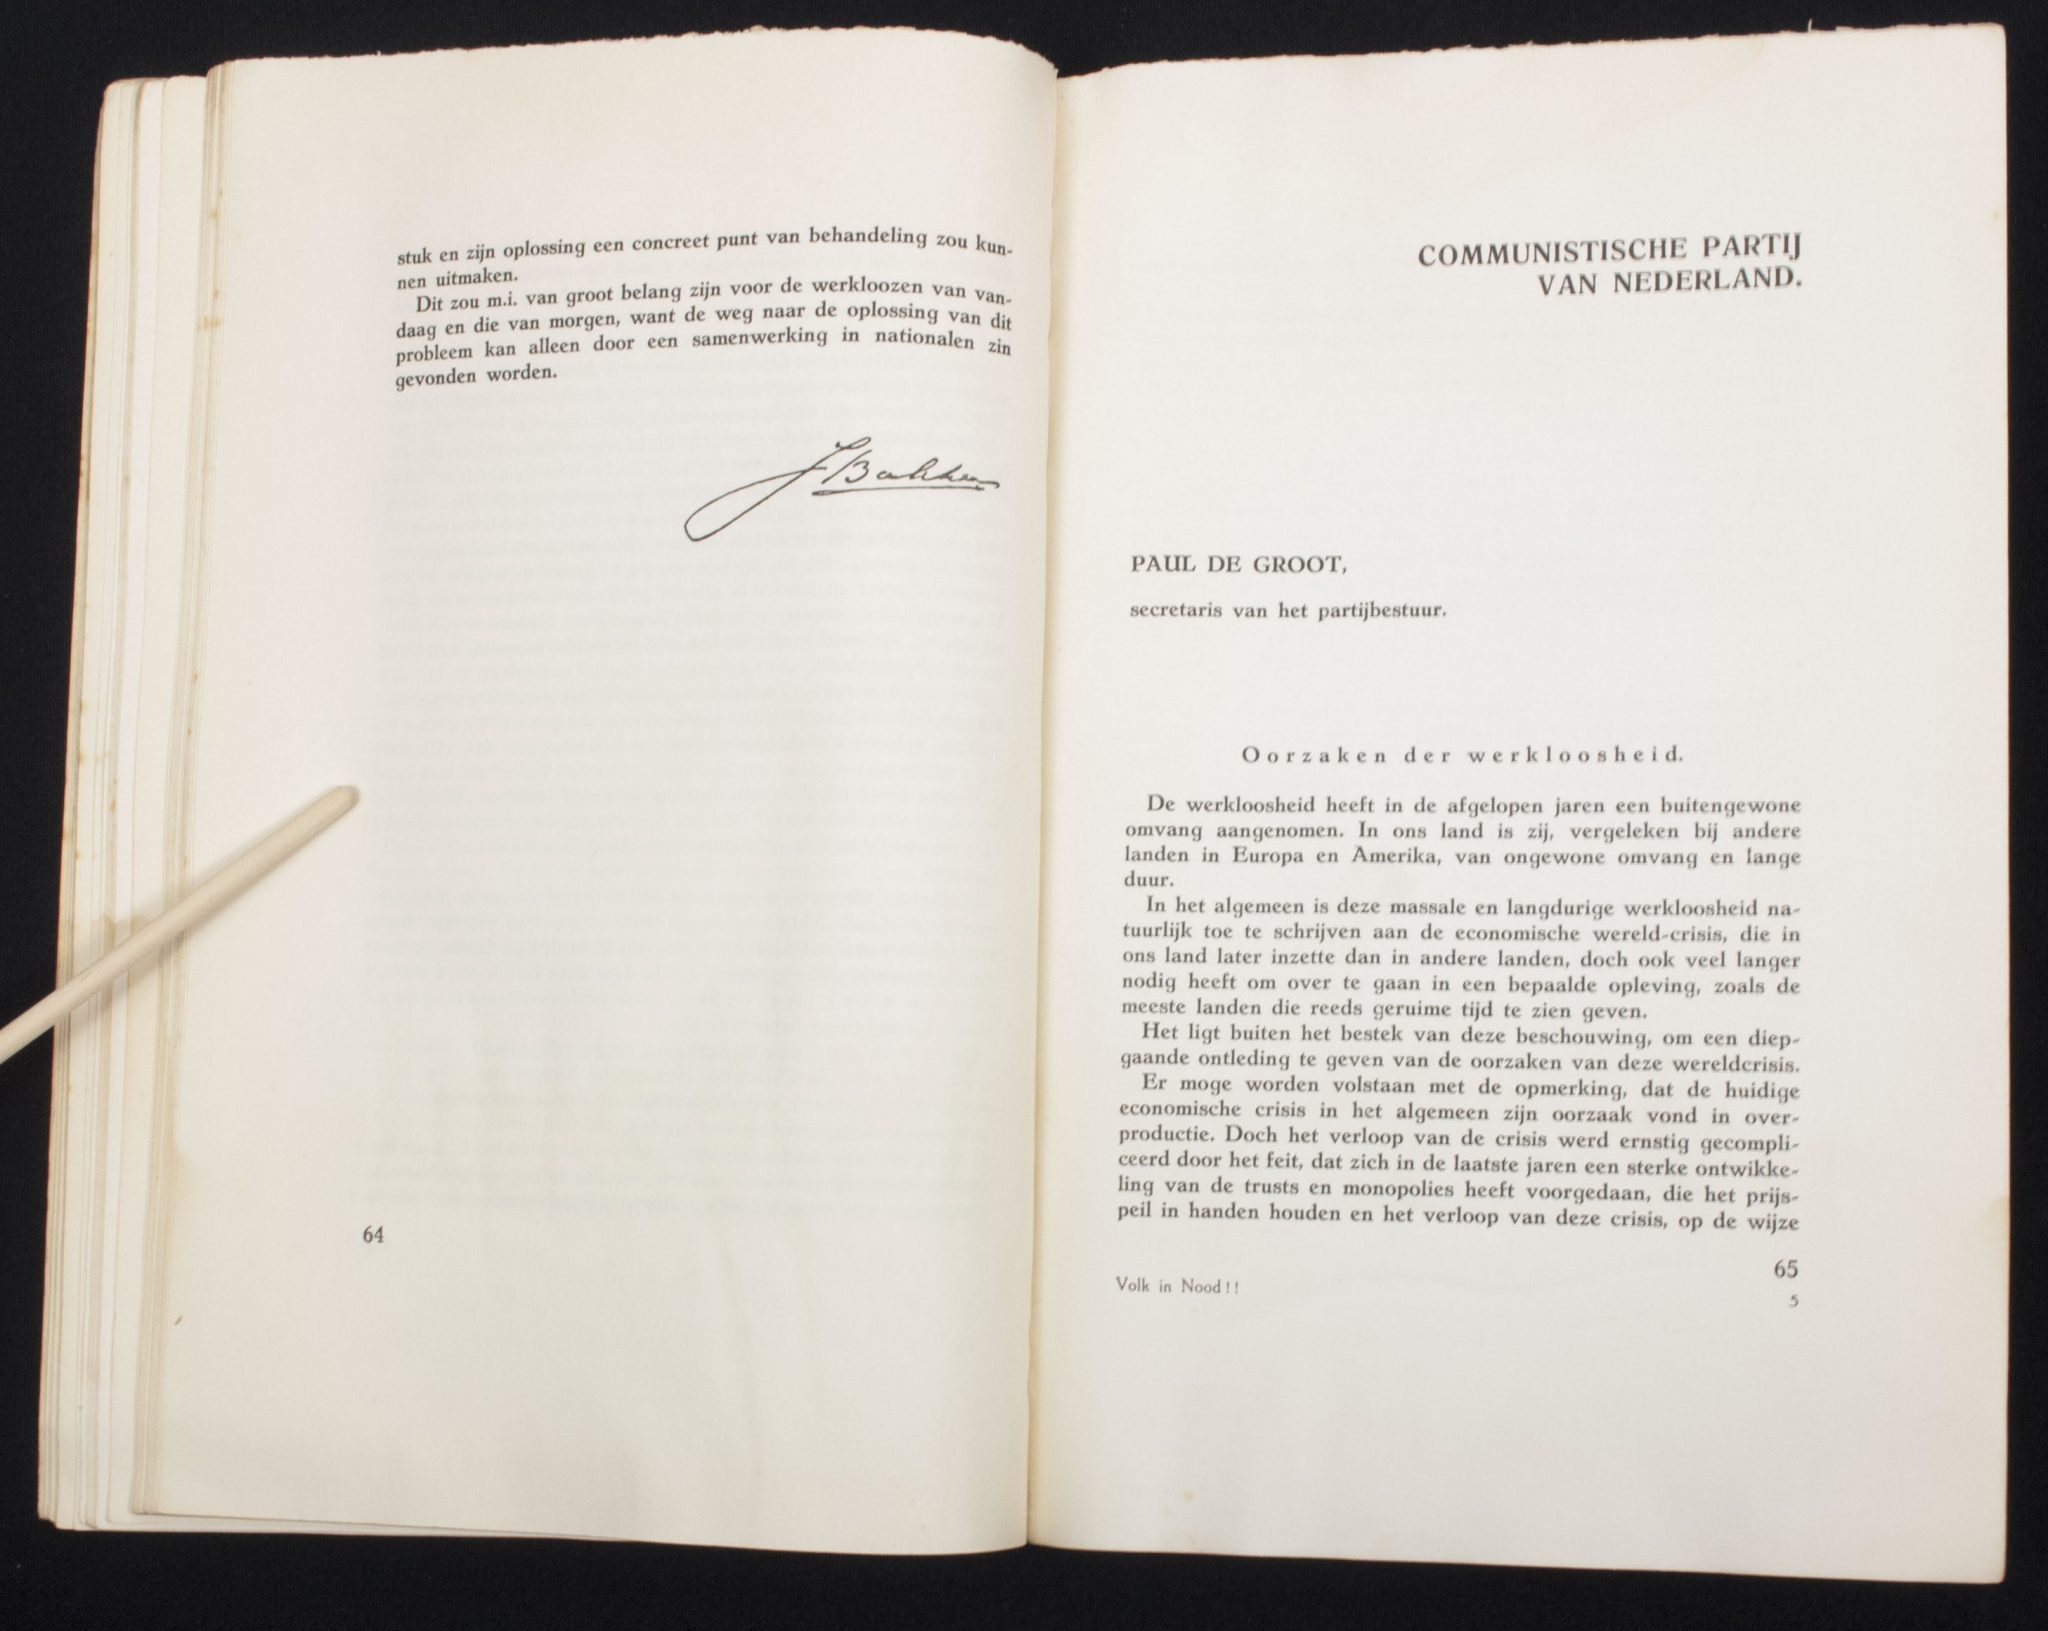 stuk en zijn oplossing een concreet punt van behandeling zou kun-
nen uitmaken.
Dit zou m.i. van groot belang zijn voor de werkloozen van van-
daag en die van morgen, want de weg naar de oplossing van dit
probleem kan alleen door een samenwerking in nationalen zin
gevonden worden.
J Bakker
64
COMMUNISTISCHE PARTIJ
VAN NEDERLAND.
PAUL DE GROOT,
secretaris van het partijbestuur.
Oorzaken der werkloosheid.
De werkloosheid heeft in de afgelopen jaren een buitengewone
omvang aangenomen. In ons land is zij, vergeleken bij andere
landen in Europa en Amerika, van ongewone omvang en lange
duur.
In het algemeen is deze massale en langdurige werkloosheid na-
tuurlijk toe te schrijven aan de economische wereld-crisis, die in
ons land later inzette dan in andere landen, doch ook veel langer
nodig heeft om over te gaan in een bepaalde opleving, zoals de
meeste landen die reeds geruime tijd te zien geven.
Het ligt buiten het bestek van deze beschouwing, om een diep-
gaande ontleding te geven van de oorzaken van deze wereldcrisis.
Er moge worden volstaan met de opmerking, dat de huidige
economische crisis in het algemeen zijn oorzaak vond in over-
productie. Doch het verloop van de crisis werd ernstig gecompli-
ceerd door het feit, dat zich in de laatste jaren een sterke ontwikke-
ling van de trusts en monopolies heeft voorgedaan, die het prijs-
peil in handen houden en het verloop van deze crisis, op de wijze
65
Volk in Nood!!
5